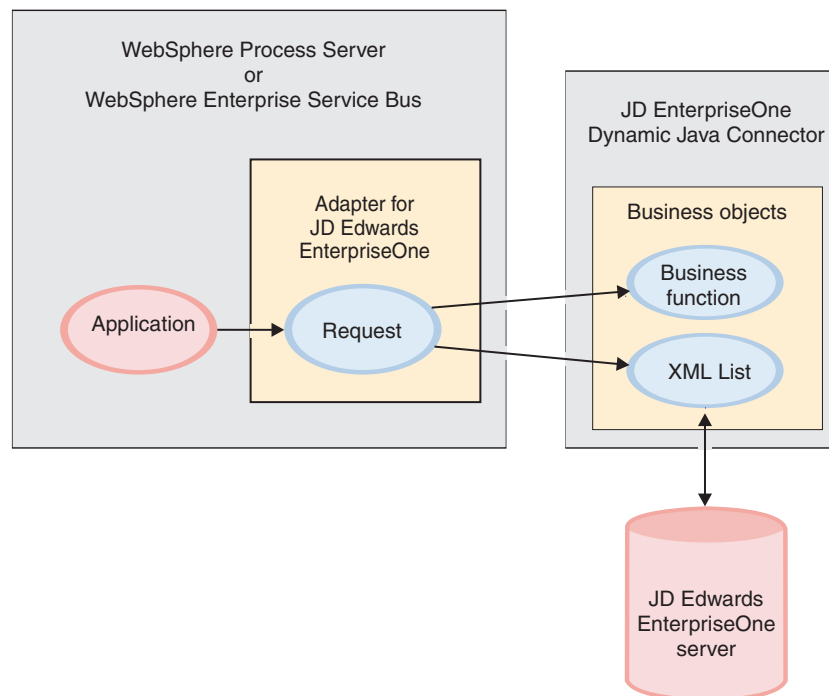 WebSphere Process Server
or
WebSphere Enterprise Service Bus
JD EnterpriseOne
Dynamic Java Connector
Adapter for
JD Edwards
EnterpriseOne
Business objects
Application
Request
Business
function
XML List
JD Edwards
EnterpriseOne
server